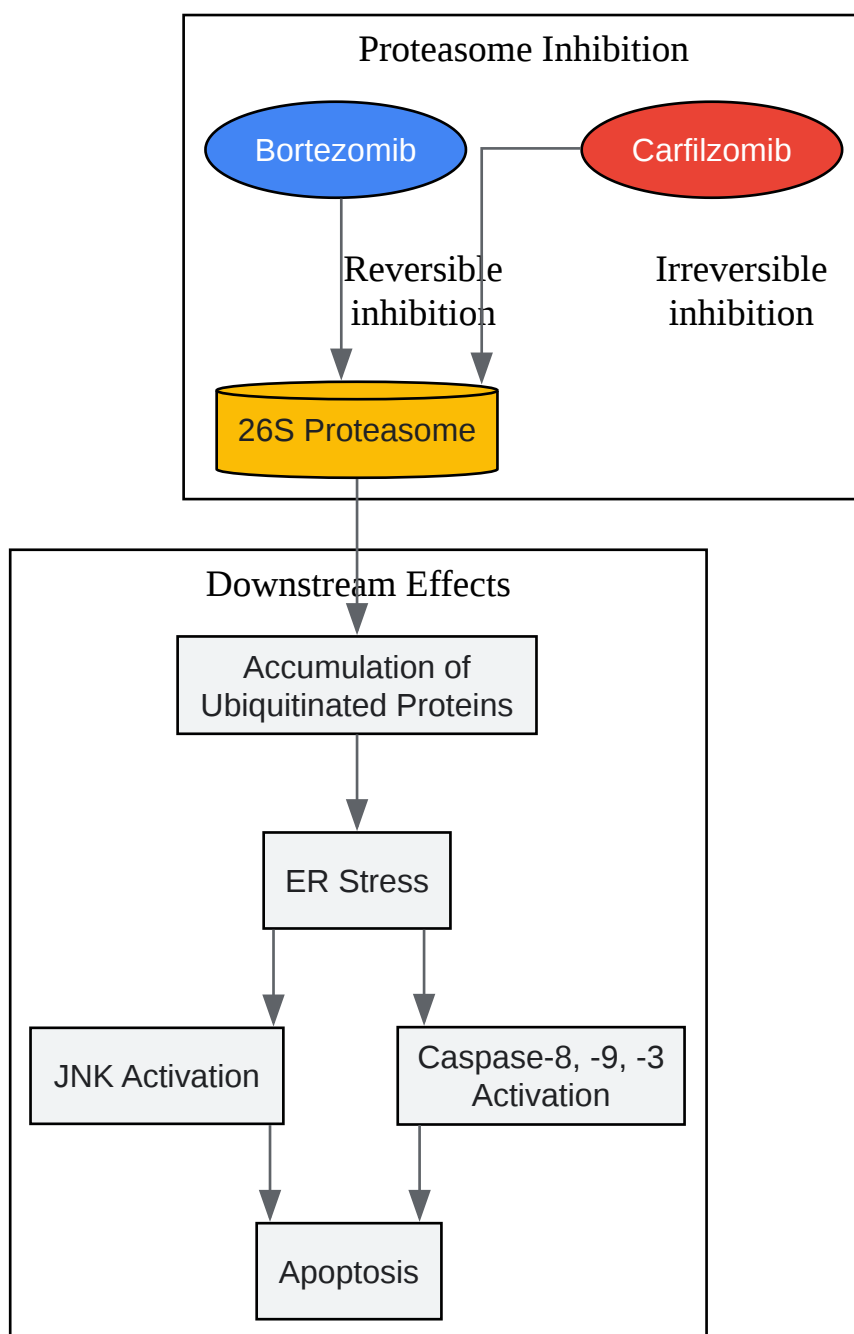 Proteasome Inhibition
Bortezomib
Carfilzomib
Reversible
inhibition
Irreversible
inhibition
26S Proteasome
Downstream Effects
Accumulation of
Ubiquitinated Proteins
ER Stress
JNK Activation
Caspase-8, -9, -3
Activation
Apoptosis